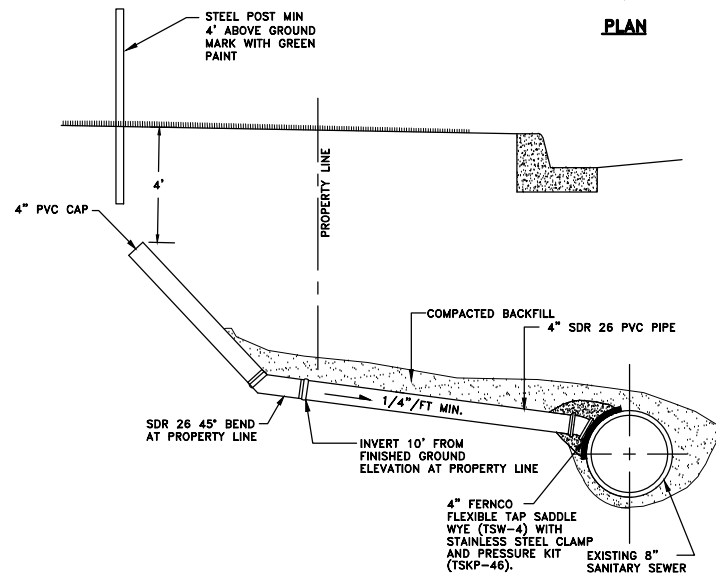 STEEL POST MIN
4' ABOVE GROUND
MARK WITH GREEN
PAINT
PLAN
4'
PROPERTY LINE
4" PVC CAP
COMPACTED BACKFILL
4" SDR 26 PVC PIPE
1/4"/FT MIN.
SDR 26 45° BEND
AT PROPERTY LINE
INVERT 10' FROM
FINISHED GROUND
ELEVATION AT PROPERTY LINE
4" FERNCO
FLEXIBLE TAP SADDLE
WYE (TSW-4) WITH
STAINLESS STEEL CLAMP
AND PRESSURE KIT
(TSKP-46).
EXISTING 8"
SANITARY SEWER